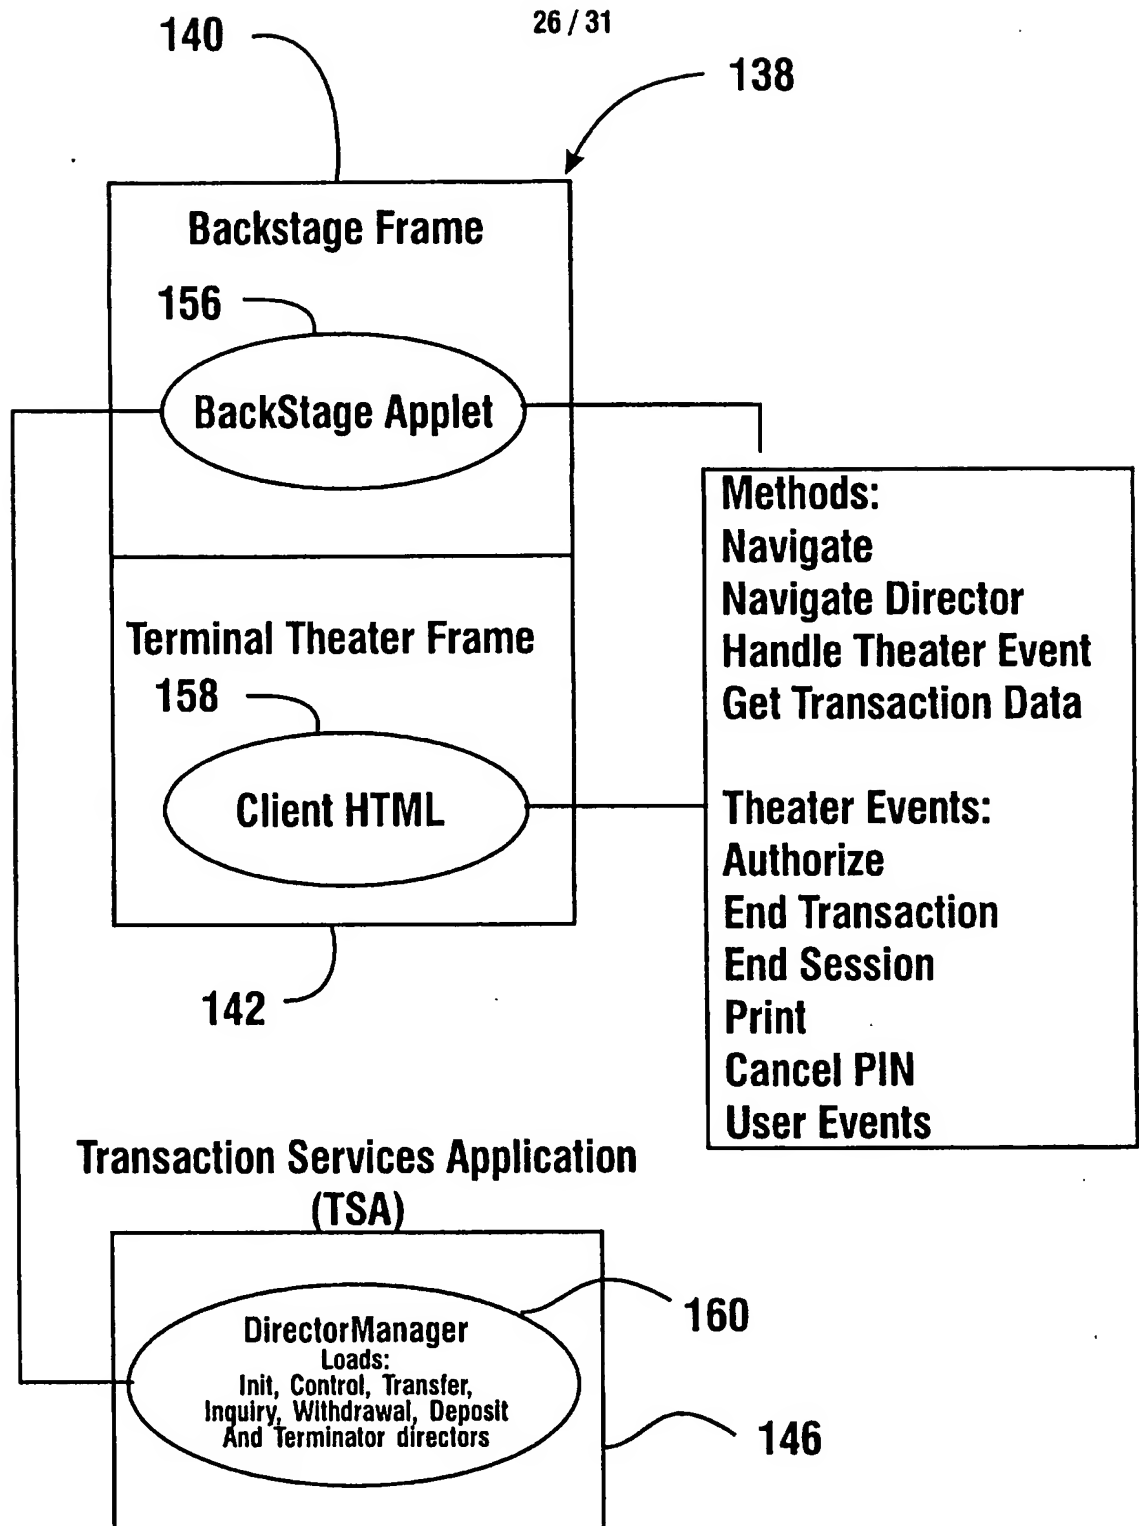 26 / 31
140
138
Backstage Frame
156
BackStage Applet
Terminal Theater Frame
158
Client HTML
142
Methods:
Navigate
Navigate Director
Handle Theater Event
Get Transaction Data
Theater Events:
Authorize
End Transaction
End Session
Print
Cancel PIN
User Events
Transaction Services Application
(TSA)
DirectorManager
Loads:
Init, Control, Transfer,
Inquiry, Withdrawal, Deposit
And Terminator directors
160
146